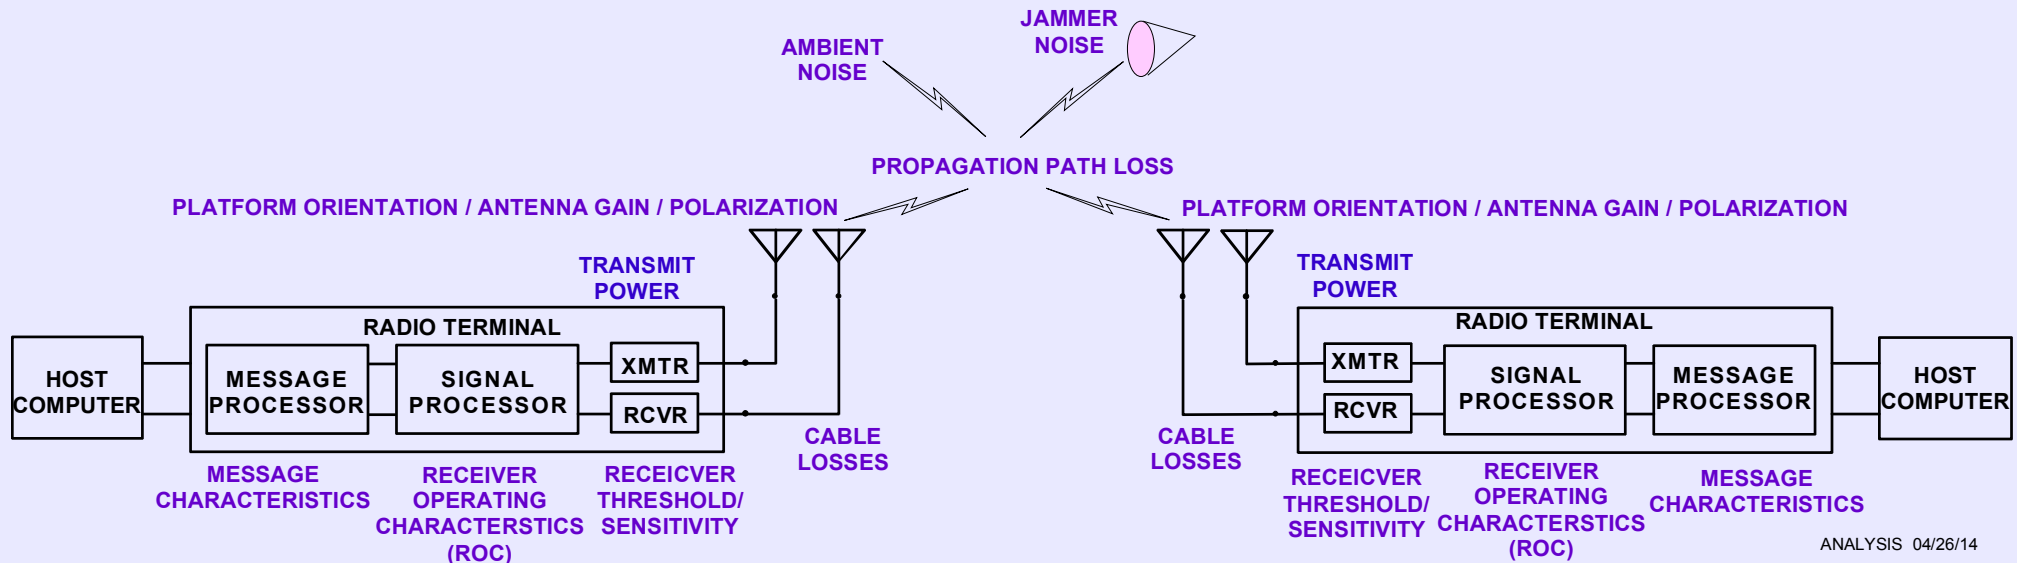 JAMMER
NOISE
AMBIENT
NOISE
PROPAGATION PATH LOSS
PLATFORM ORIENTATION / ANTENNA GAIN / POLARIZATION
PLATFORM ORIENTATION / ANTENNA GAIN / POLARIZATION
TRANSMIT
POWER
RADIO TERMINAL
HOST
COMPUTER
MESSAGE
PROCESSOR
SIGNAL
PROCESSOR
XMTR
RCVR
CABLE
LOSSES
MESSAGE
CHARACTERISTICS
RECEIVER
OPERATING
CHARACTERSTICS
(ROC)
RECEICVER
THRESHOLD/
SENSITIVITY
TRANSMIT
POWER
RADIO TERMINAL
XMTR
RCVR
SIGNAL
PROCESSOR
MESSAGE
PROCESSOR
HOST
COMPUTER
CABLE
LOSSES
RECEICVER
THRESHOLD/
SENSITIVITY
RECEIVER
OPERATING
CHARACTERSTICS
(ROC)
MESSAGE
CHARACTERISTICS
ANALYSIS 04/26/14